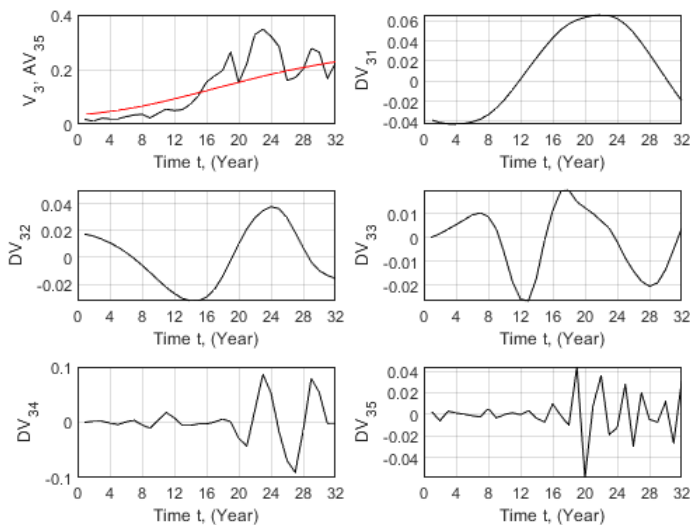 V3, AV35
0.4
0.2
0
0 4 8 12 16 20 24 28 32
Time t, (Year)
DV31
0.06
0.04
0.02
0
-0.02
-0.04
0 4 8 12 16 20 24 28 32
Time t, (Year)
DV32
0.04
0.02
0
-0.02
0 4 8 12 16 20 24 28 32
Time t, (Year)
DV33
0.01
0
-0.01
-0.02
0 4 8 12 16 20 24 28 32
Time t, (Year)
DV34
0.1
0
-0.1
0 4 8 12 16 20 24 28 32
Time t, (Year)
DV35
0.04
0.02
0
-0.02
-0.04
0 4 8 12 16 20 24 28 32
Time t, (Year)